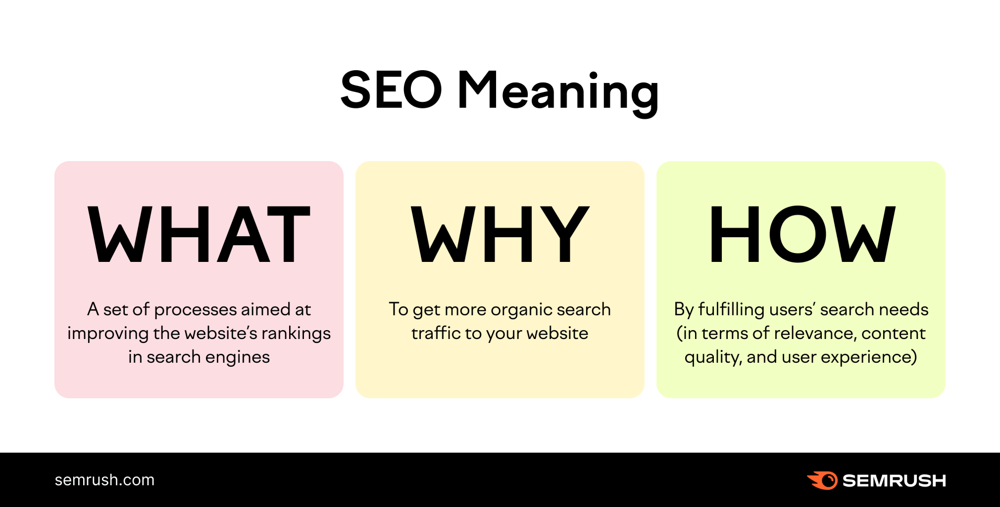 SEO Meaning
WHAT
A set of processes aimed at
improving the website’s rankings
in search engines
WHY
To get more organic search
traffic to your website
HOW
By fulfilling users’ search needs
(in terms of relevance, content
quality, and user experience)
semrush.com
SEMRUSH